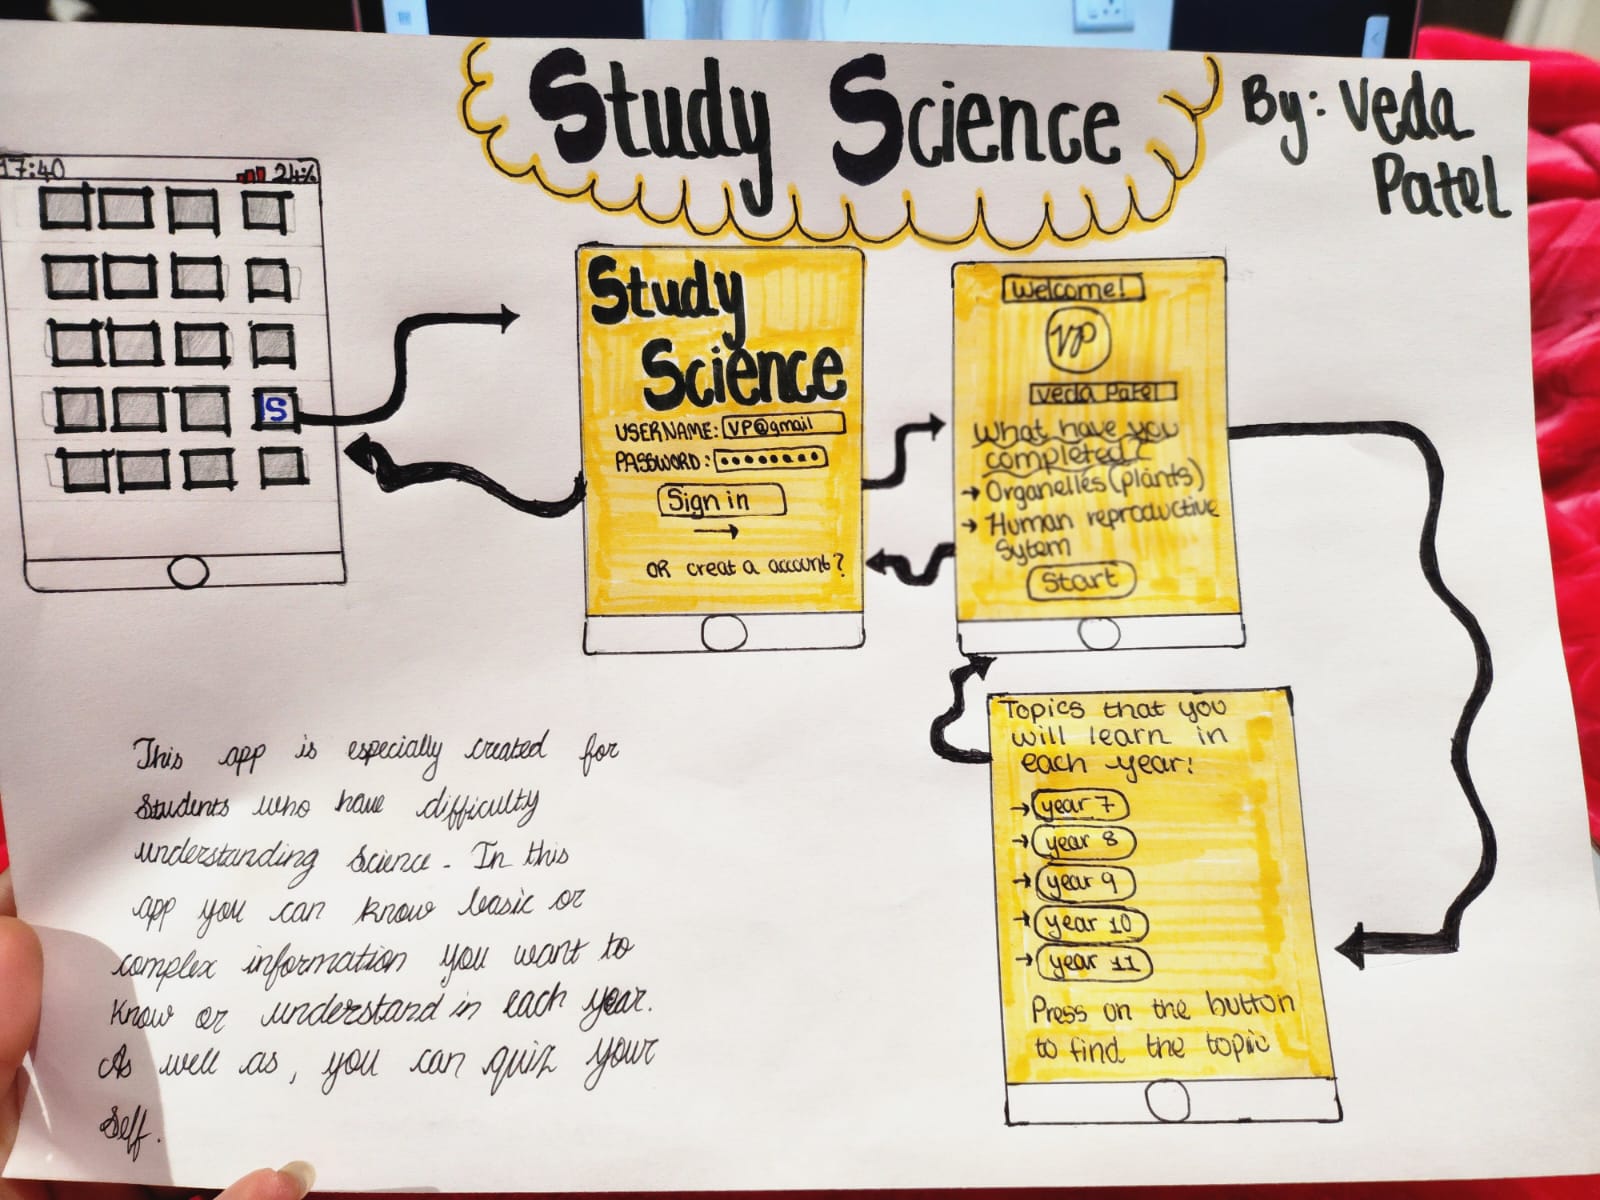 Study Science
By: Veda
Patel
17:40 24%
S
Study
Science
USERNAME: VP@gmail
PASSWORD: ••••••••
Sign in
OR creat a account?
Welcome!
VP
Veda Patel
What have you
completed?
→ Organelles (plants)
→ Human reproductive
Sytem
Start
Topics that you
will learn in
each year:
→ year 7
→ year 8
→ year 9
→ year 10
→ year 11
Press on the button
to find the topic
This app is especially created for
Students who have difficulty
understanding Science. In this
app you can know basic or
complex information you want to
know or understand in each year.
As well as, you can quiz your
Self.